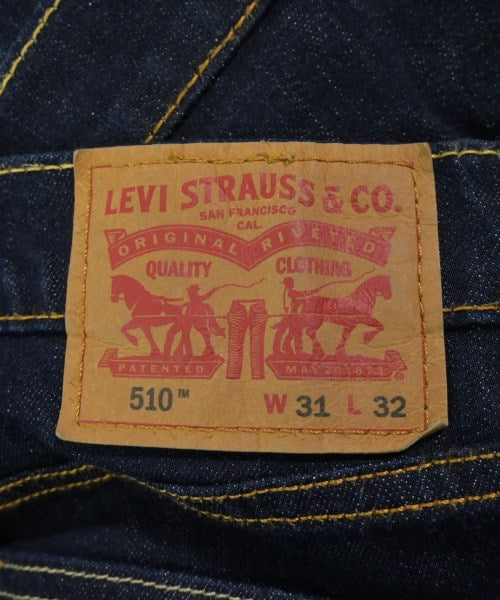 LEVI STRAUSS & CO.
SAN FRANCISCO
CAL.
ORIGINAL RIVETED
QUALITY CLOTHING
PATENTED MAY 20 1873
510™ W 31 L 32